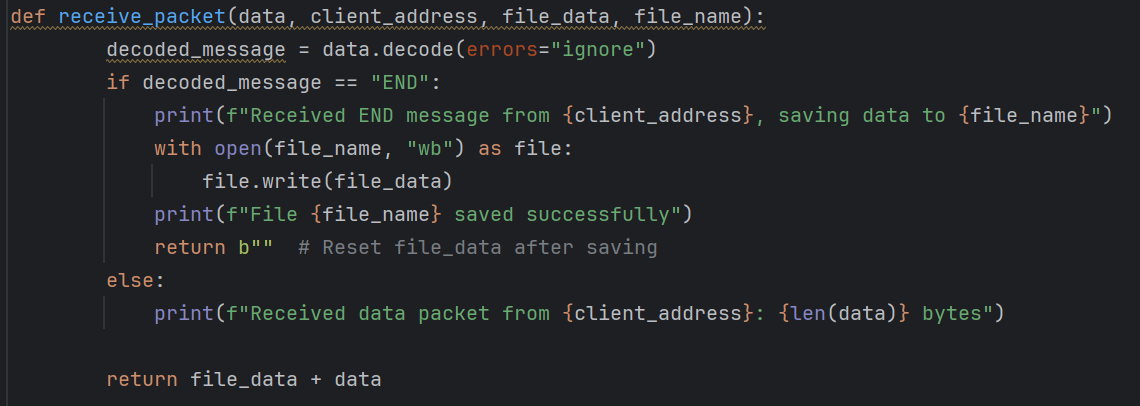 def receive_packet(data, client_address, file_data, file_name):
        decoded_message = data.decode(errors="ignore")
        if decoded_message == "END":
            print(f"Received END message from {client_address}, saving data to {file_name}")
            with open(file_name, "wb") as file:
                file.write(file_data)
            print(f"File {file_name} saved successfully")
            return b""  # Reset file_data after saving
        else:
            print(f"Received data packet from {client_address}: {len(data)} bytes")

        return file_data + data